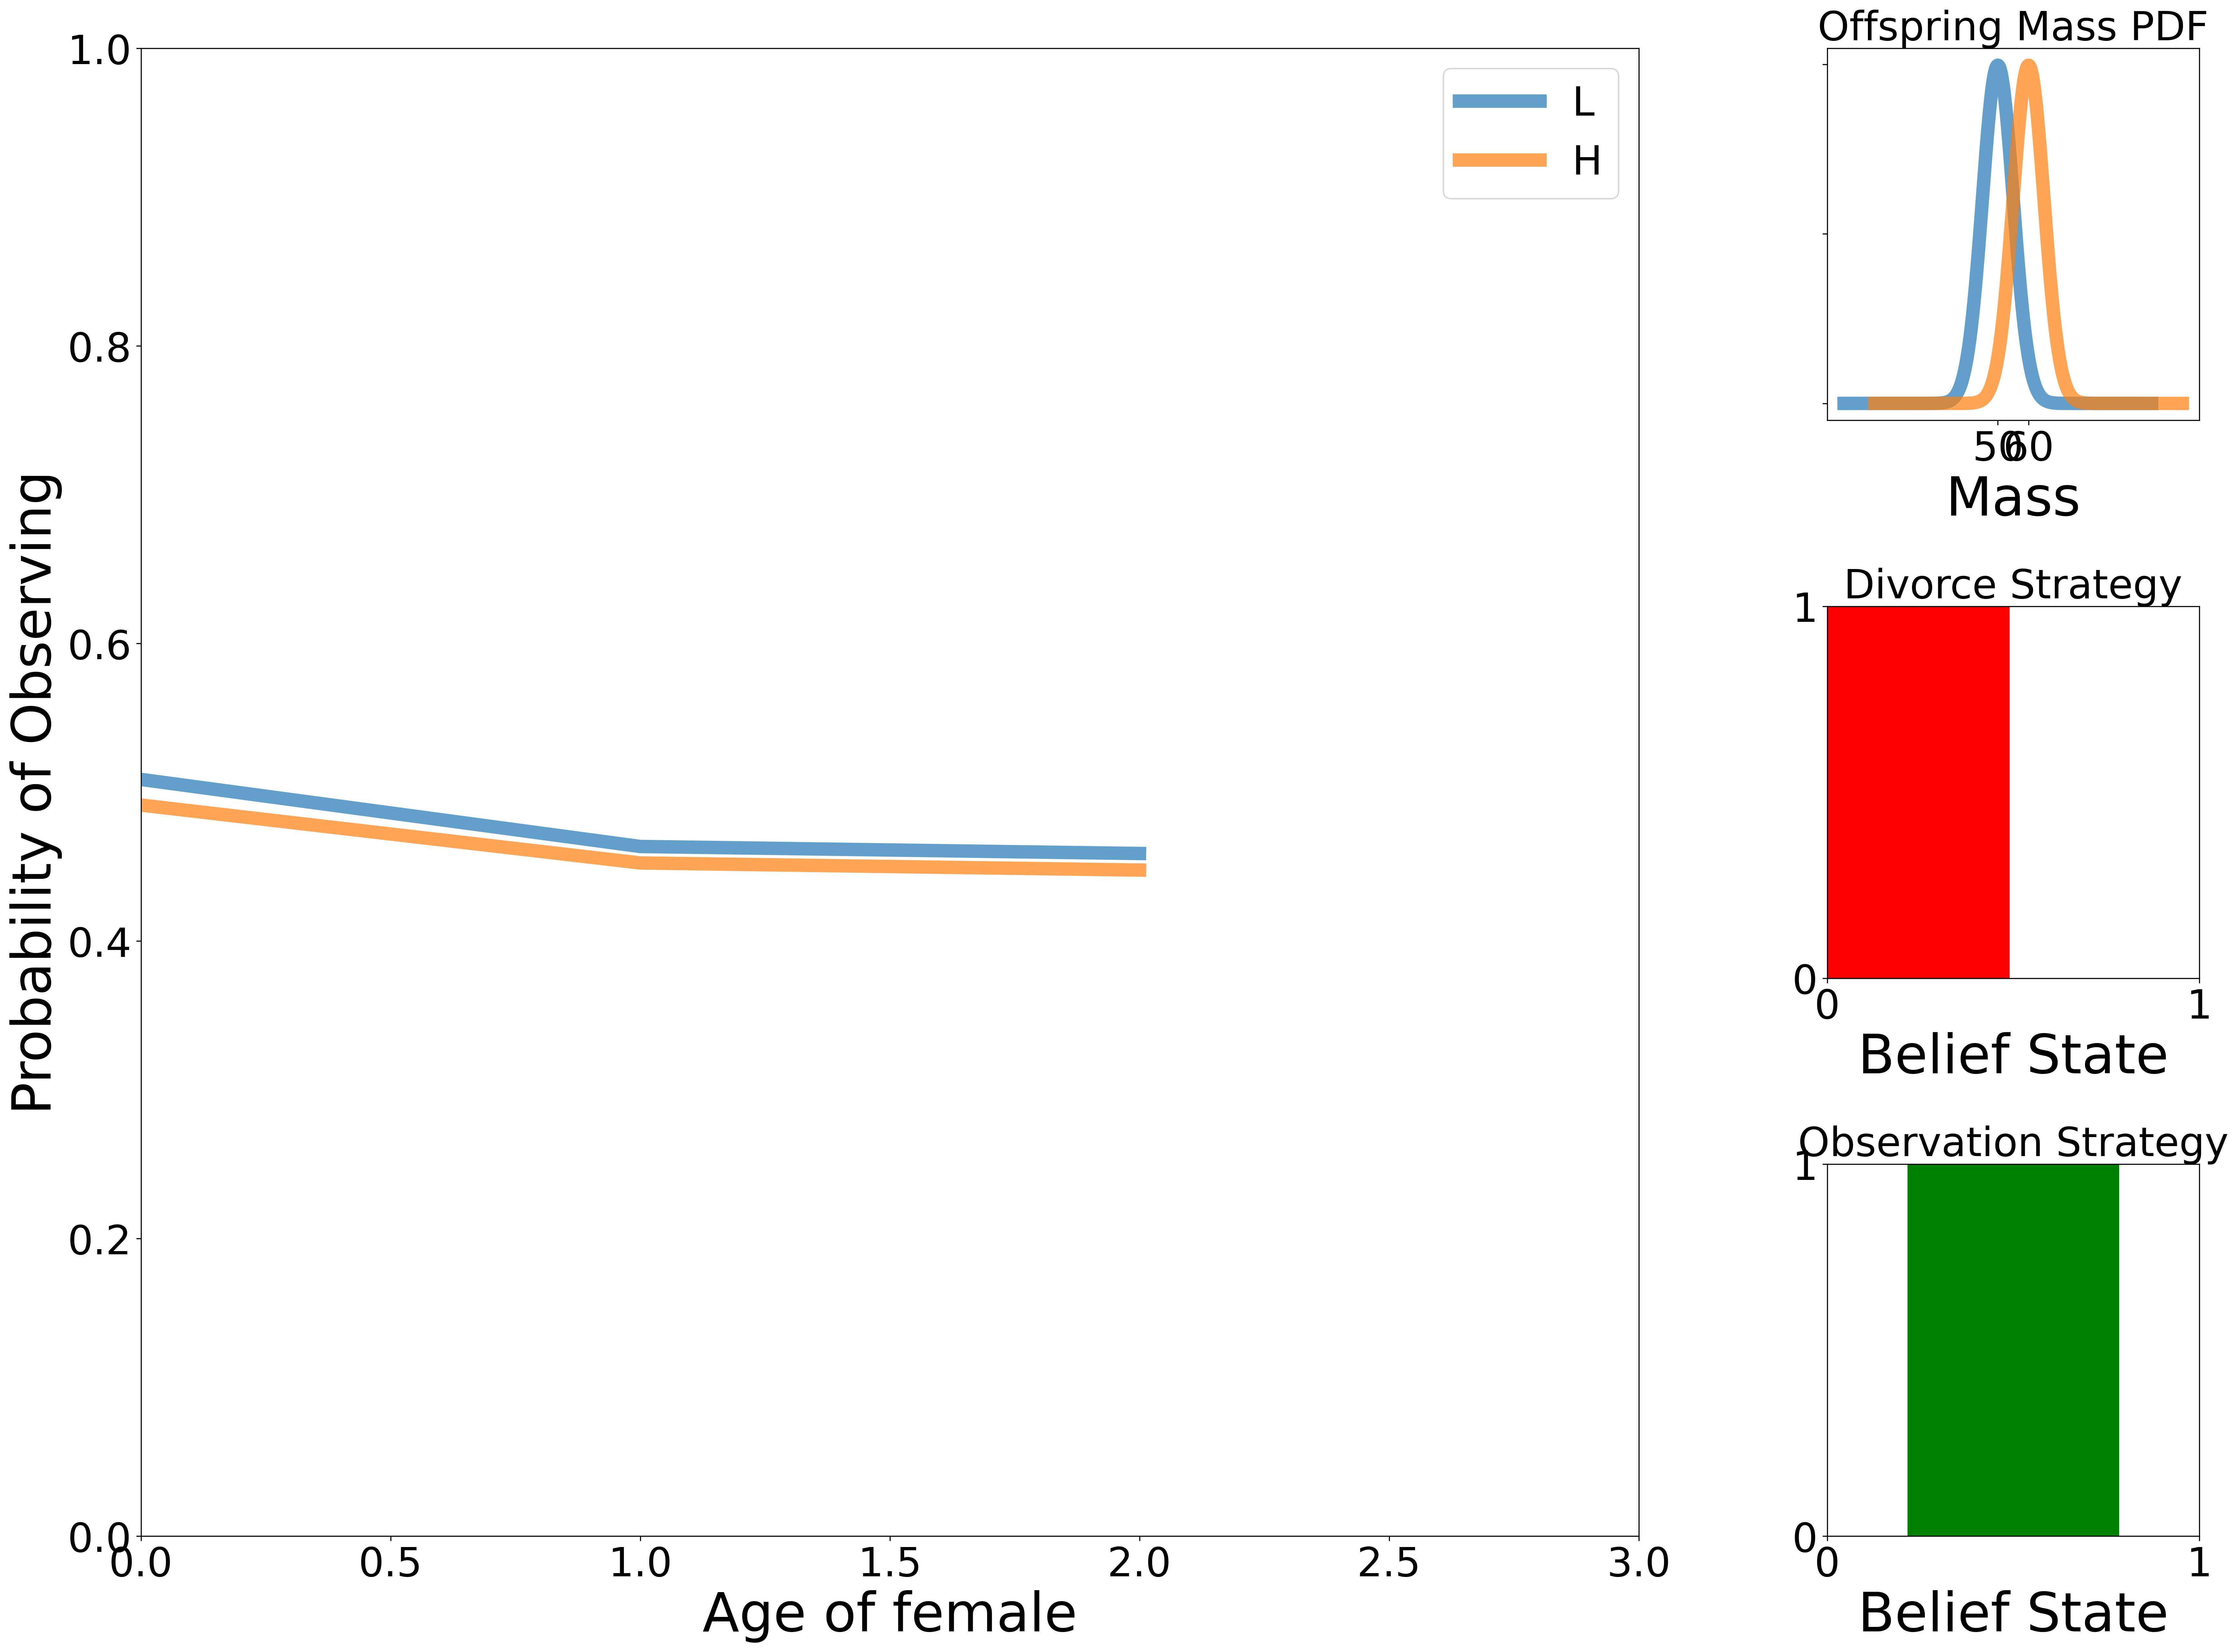 Offspring Mass PDF
1.0
0.8
0.6
0.4
0.2
0.0
Probability of Observing
L
H
0.0 0.5 1.0 1.5 2.0 2.5 3.0
Age of female
50 60
Mass
Divorce Strategy
1
0
0 1
Belief State
Observation Strategy
1
0
0 1
Belief State